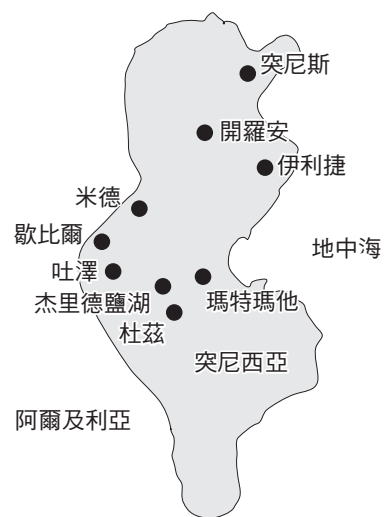 突尼斯
開羅安
伊利捷
米德
歇比爾
地中海
吐澤
杰里德鹽湖
瑪特瑪他
杜茲
突尼西亞
阿爾及利亞